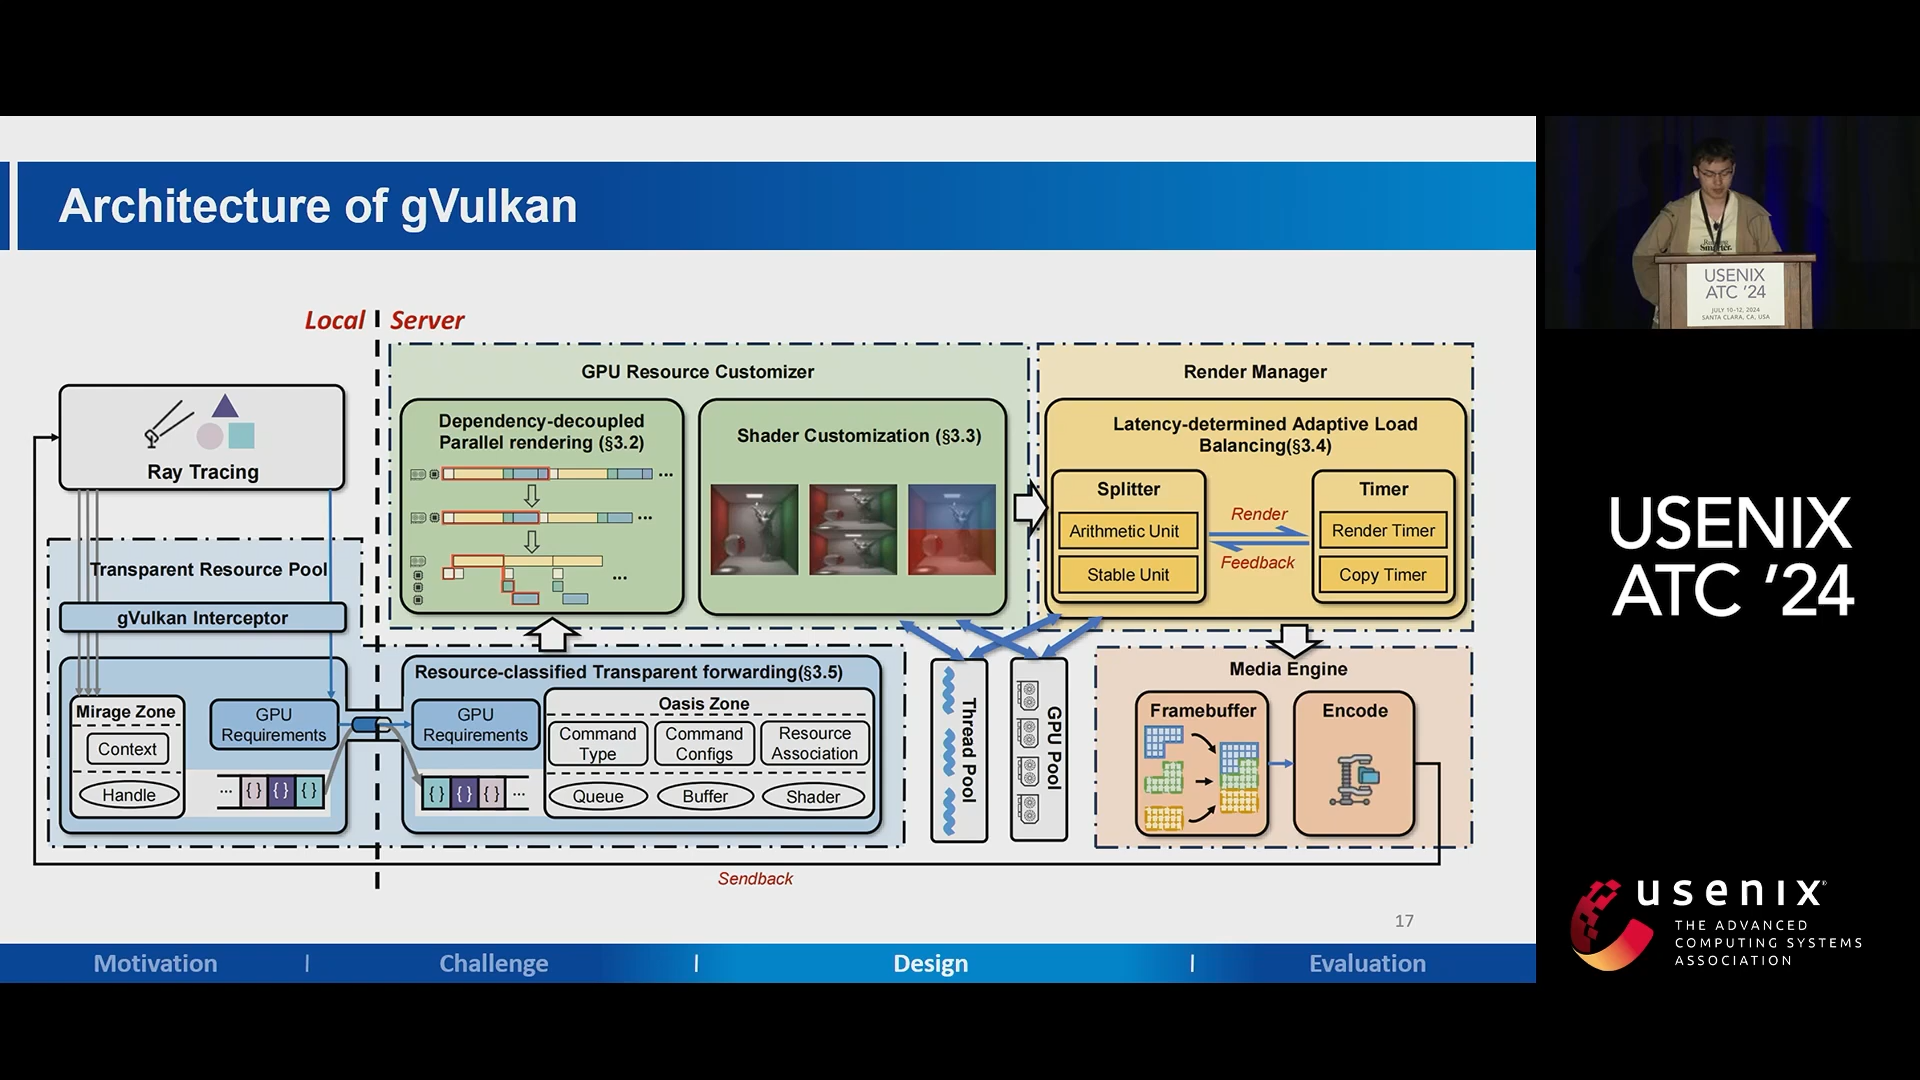 Architecture of gVulkan
Local
Server
Ray Tracing
Transparent Resource Pool
gVulkan Interceptor
Mirage Zone
Context
Handle
GPU
Requirements
...
{ } { } { }
GPU Resource Customizer
Dependency-decoupled
Parallel rendering (§3.2)
...
...
...
Shader Customization (§3.3)
Render Manager
Latency-determined Adaptive Load
Balancing(§3.4)
Splitter
Arithmetic Unit
Stable Unit
Render
Feedback
Timer
Render Timer
Copy Timer
Resource-classified Transparent forwarding(§3.5)
GPU
Requirements
{ } { } { } ...
Oasis Zone
Command
Type
Command
Configs
Resource
Association
Queue
Buffer
Shader
Thread Pool
GPU Pool
Media Engine
Framebuffer
Encode
Sendback
17
Motivation
Challenge
Design
Evaluation
USENIX
ATC '24
JULY 10-12, 2024
SANTA CLARA, CA, USA
USENIX
ATC '24
usenix®
THE ADVANCED
COMPUTING SYSTEMS
ASSOCIATION